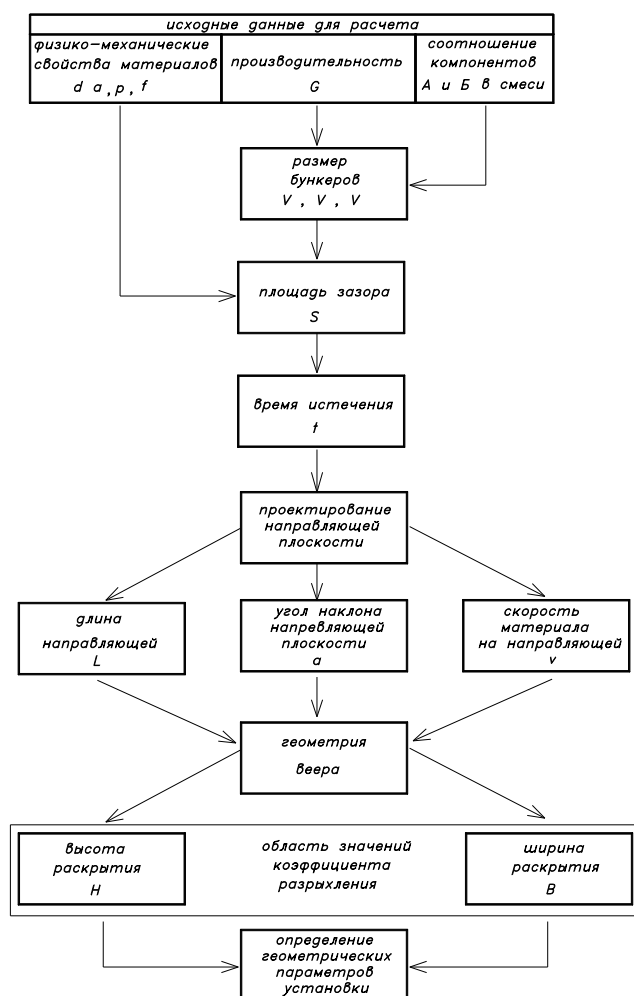 исходные данные для расчета
физико-механические
свойства материалов
d a, p, f
производительность
G
соотношение
компонентов
А и Б в смеси
размер
бункеров
V , V , V
площадь зазора
S
время истечения
t
проектирование
направляющей
плоскости
длина
направляющей
L
угол наклона
напревляющей
плоскости
a
скорость
материала
на направляющей
v
геометрия
веера
высота
раскрытия
H
область значений
коэффициента
разрыхления
ширина
раскрытия
B
определение
геометрических
параметров
установки